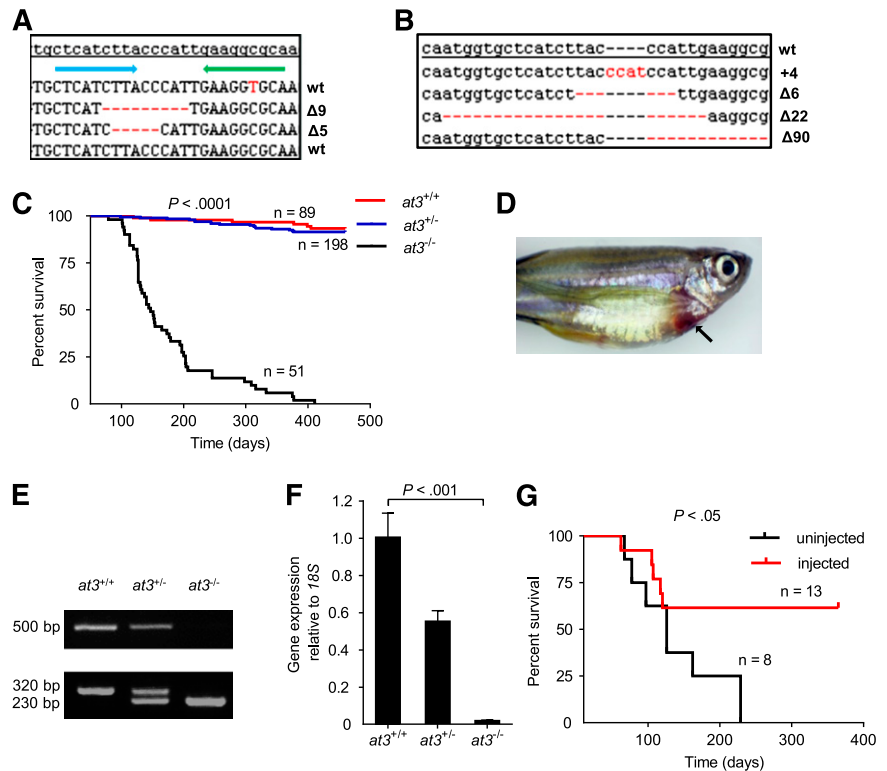 A
tgctcatcttacccattgaaggcgcaa
TGCTCATCTTACCCATTGAAGGTGCAA wt
TGCTCAT---------TGAAGGCGCAA Δ9
TGCTCATC-----CATTGAAGGCGCAA Δ5
TGCTCATCTTACCCATTGAAGGCGCAA wt
B
caatggtgctcatcttac----ccattgaaggcg wt
caatggtgctcatcttacccatccattgaaggcg +4
caatggtgctcatct----------ttgaaggcg Δ6
ca--------------------------aaggcg Δ22
caatggtgctcatcttac---------------- Δ90
C
P < .0001
n = 89
n = 198
n = 51
at3+/+
at3+/-
at3-/-
Percent survival
100
75
50
25
0
100 200 300 400 500
Time (days)
D
E
at3+/+ at3+/- at3-/-
500 bp
320 bp
230 bp
F
P < .001
Gene expression
relative to 18S
1.2
1.0
0.8
0.6
0.4
0.2
0
at3+/+ at3+/- at3-/-
G
P < .05
uninjected
injected
n = 13
n = 8
Percent survival
100
75
50
25
0
100 200 300 400
Time (days)